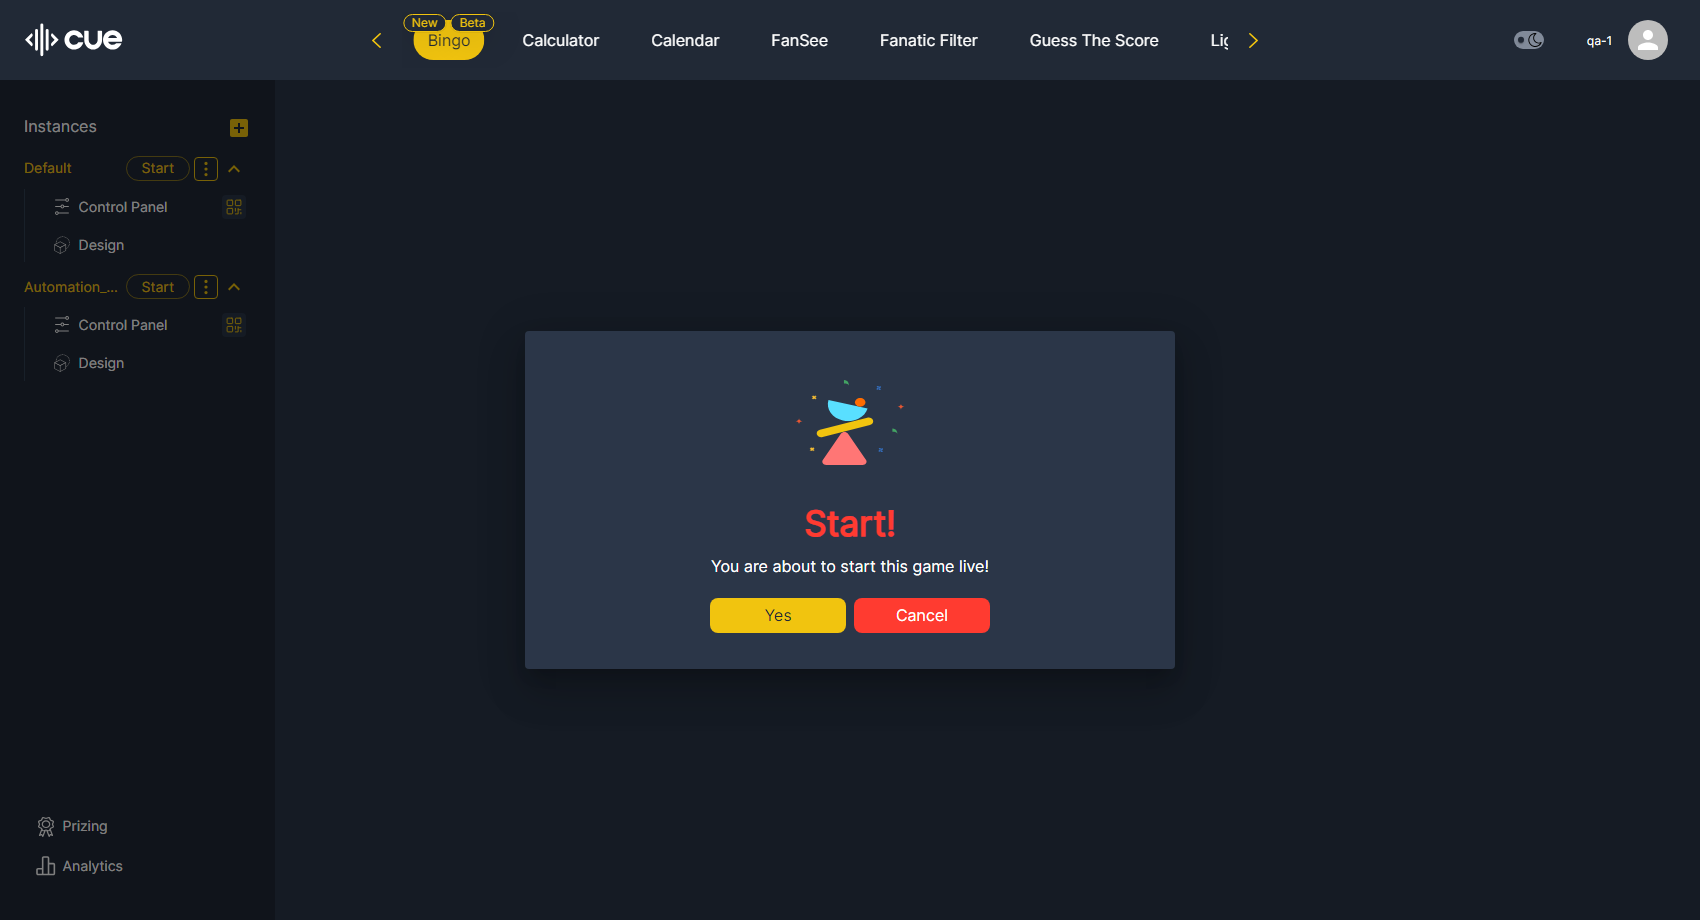 cue
New Beta
Bingo Calculator Calendar FanSee Fanatic Filter Guess The Score Lig
qa-1
Instances
Default Start
Control Panel
Design
Automation_... Start
Control Panel
Design
Start!
You are about to start this game live!
Yes Cancel
Prizing
Analytics